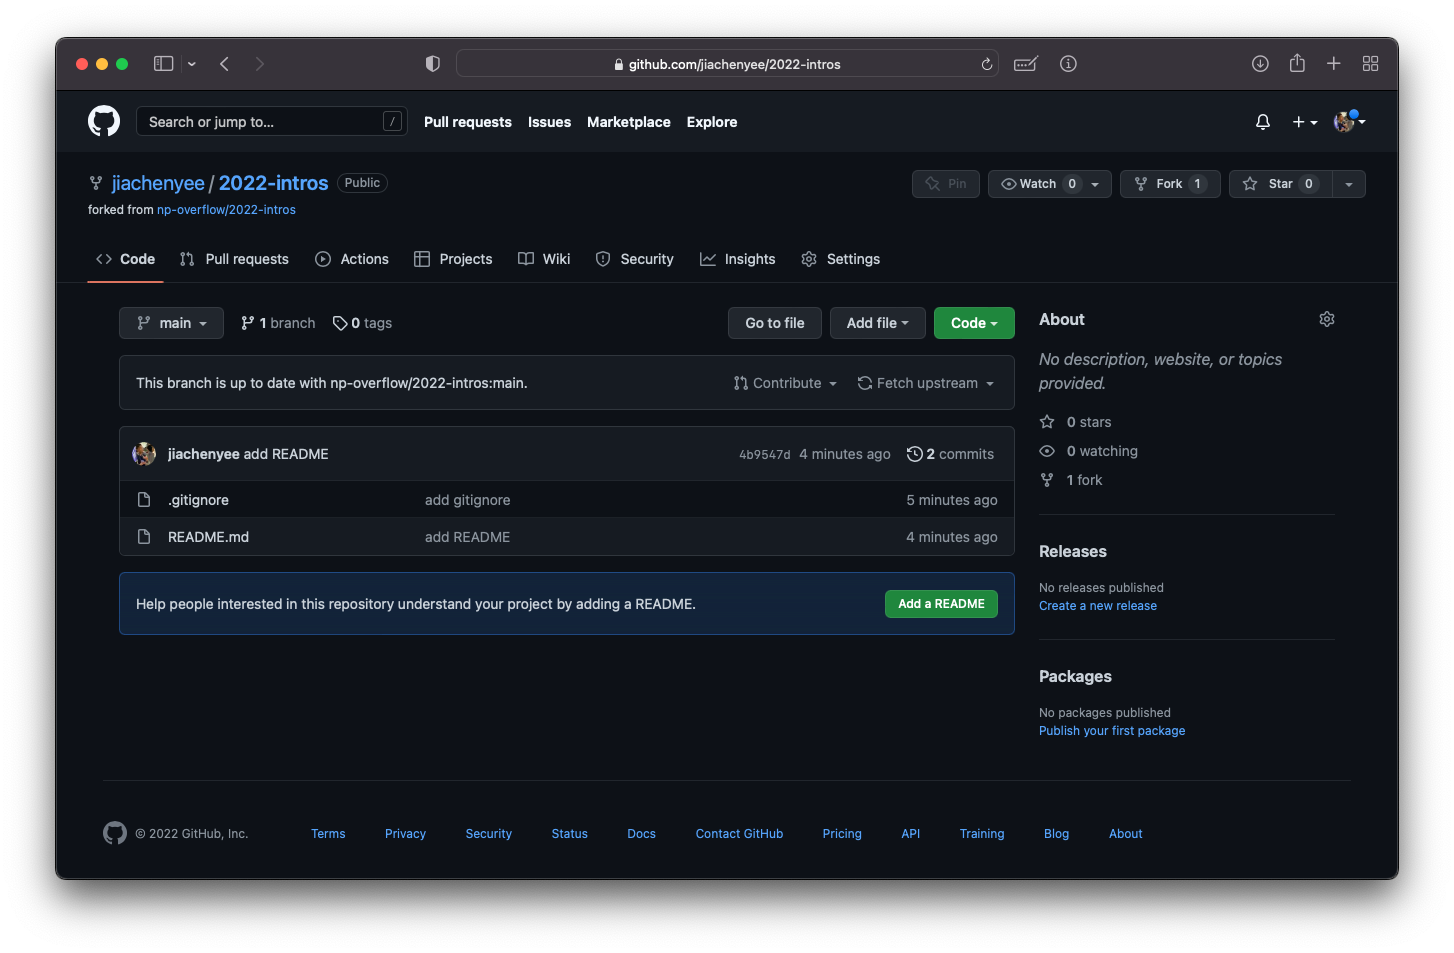 github.com/jiachenyee/2022-intros
Search or jump to... / Pull requests Issues Marketplace Explore
jiachenyee / 2022-intros Public Pin Watch 0 Fork 1 Star 0
forked from np-overflow/2022-intros
Code Pull requests Actions Projects Wiki Security Insights Settings
main 1 branch 0 tags Go to file Add file Code
This branch is up to date with np-overflow/2022-intros:main. Contribute Fetch upstream
jiachenyee add README 4b9547d 4 minutes ago 2 commits
.gitignore add gitignore 5 minutes ago
README.md add README 4 minutes ago
Help people interested in this repository understand your project by adding a README. Add a README
About
No description, website, or topics
provided.
0 stars
0 watching
1 fork
Releases
No releases published
Create a new release
Packages
No packages published
Publish your first package
© 2022 GitHub, Inc. Terms Privacy Security Status Docs Contact GitHub Pricing API Training Blog About